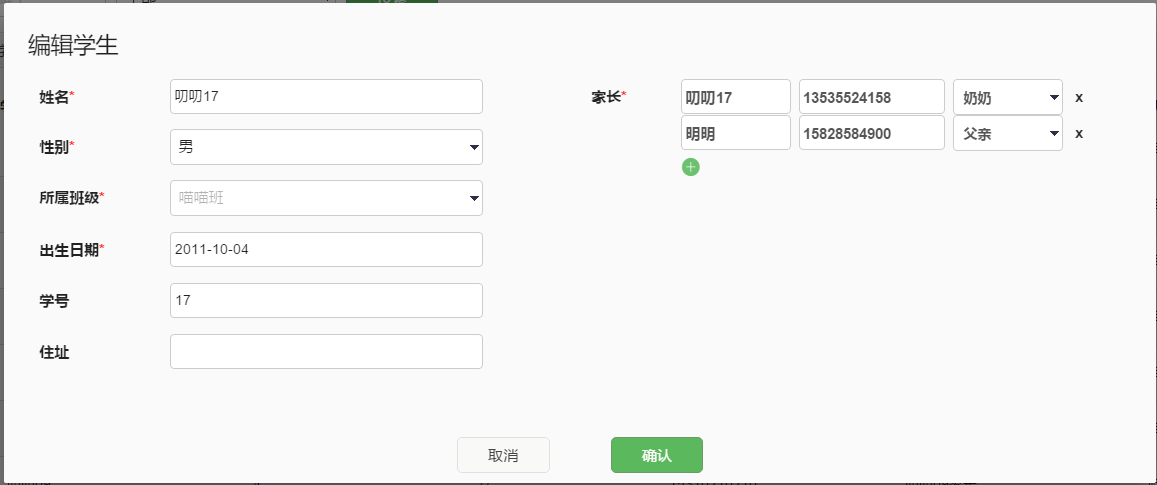 编辑学生
姓名* 叨叨17
性别* 男
所属班级* 喵喵班
出生日期* 2011-10-04
学号 17
住址
家长* 叨叨17 13535524158 奶奶 x
明明 15828584900 父亲 x
取消 确认